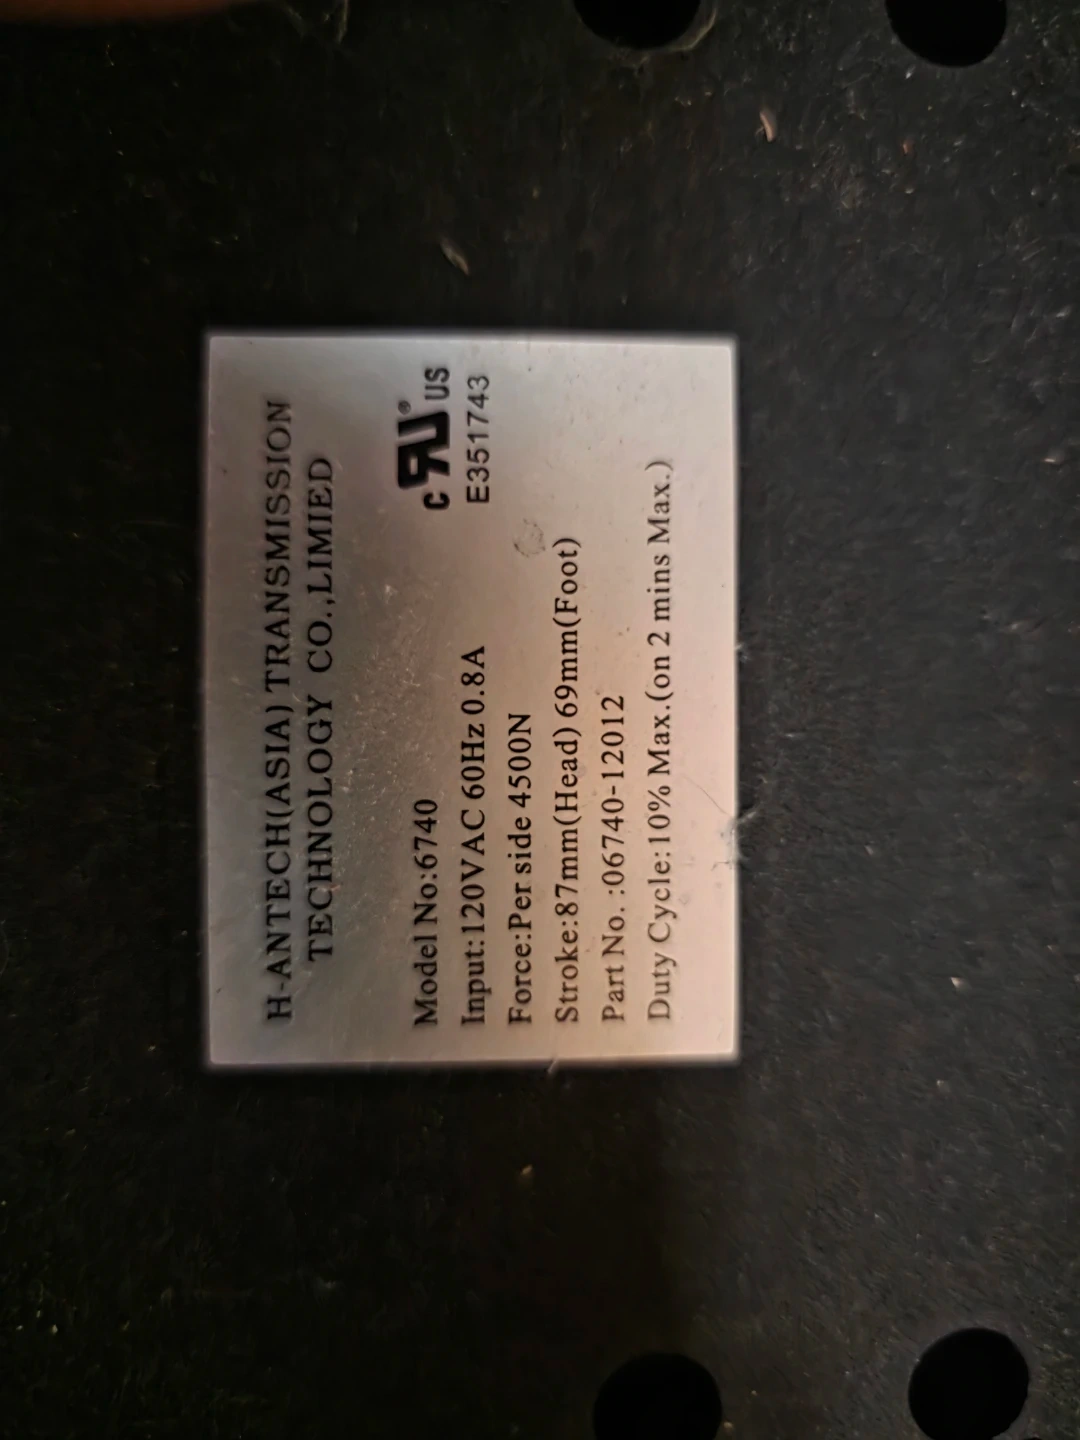 H-ANTECH(ASIA) TRANSMISSION
TECHNOLOGY CO.,LIMIED
c RU® US
E351743
Model No:6740
Input:120VAC 60Hz 0.8A
Force:Per side 4500N
Stroke:87mm(Head) 69mm(Foot)
Part No. :06740-12012
Duty Cycle:10% Max.(on 2 mins Max.)